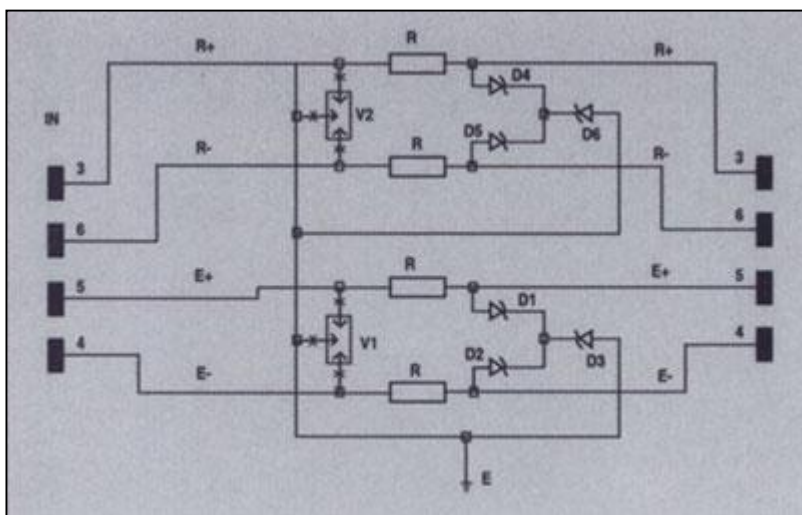 R+ R R+
D4
IN V2
D5 D6
3 R- R R- 3
6 6
R
5 E+ E+ 5
D1
4 V1 4
D2 D3
E- R E-
E